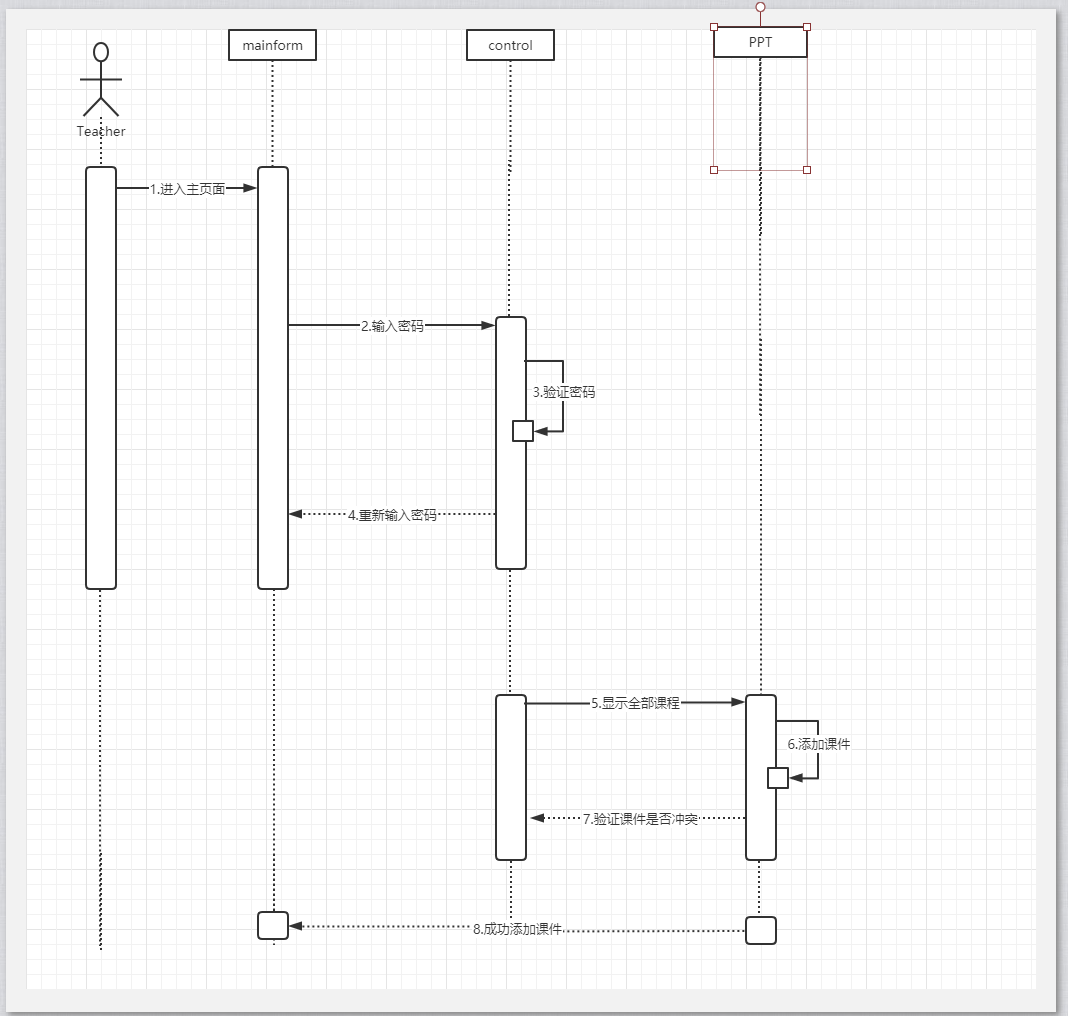 mainform
control
PPT
Teacher
1.进入主页面
2.输入密码
3.验证密码
4.重新输入密码
5.显示全部课程
6.添加课件
7.验证课件是否冲突
8.成功添加课件